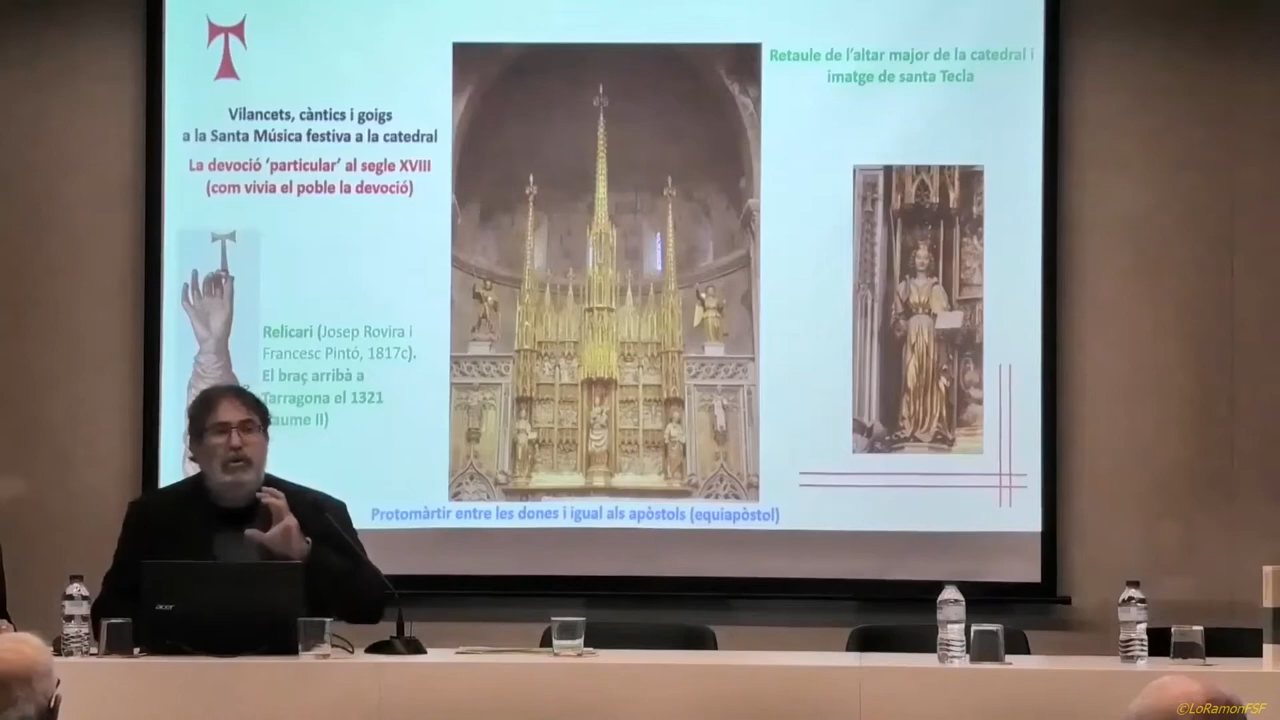 Vilancets, càntics i goigs
a la Santa Música festiva a la catedral
La devoció ‘particular’ al segle XVIII
(com vivia el poble la devoció)
Relicari (Josep Rovira i
Francesc Pintó, 1817c).
El braç arribà a
Tarragona el 1321
Jaume II)
Retaule de l’altar major de la catedral i
imatge de santa Tecla
Protomàrtir entre les dones i igual als apòstols (equiapòstol)
acer
©LoRamonFSF